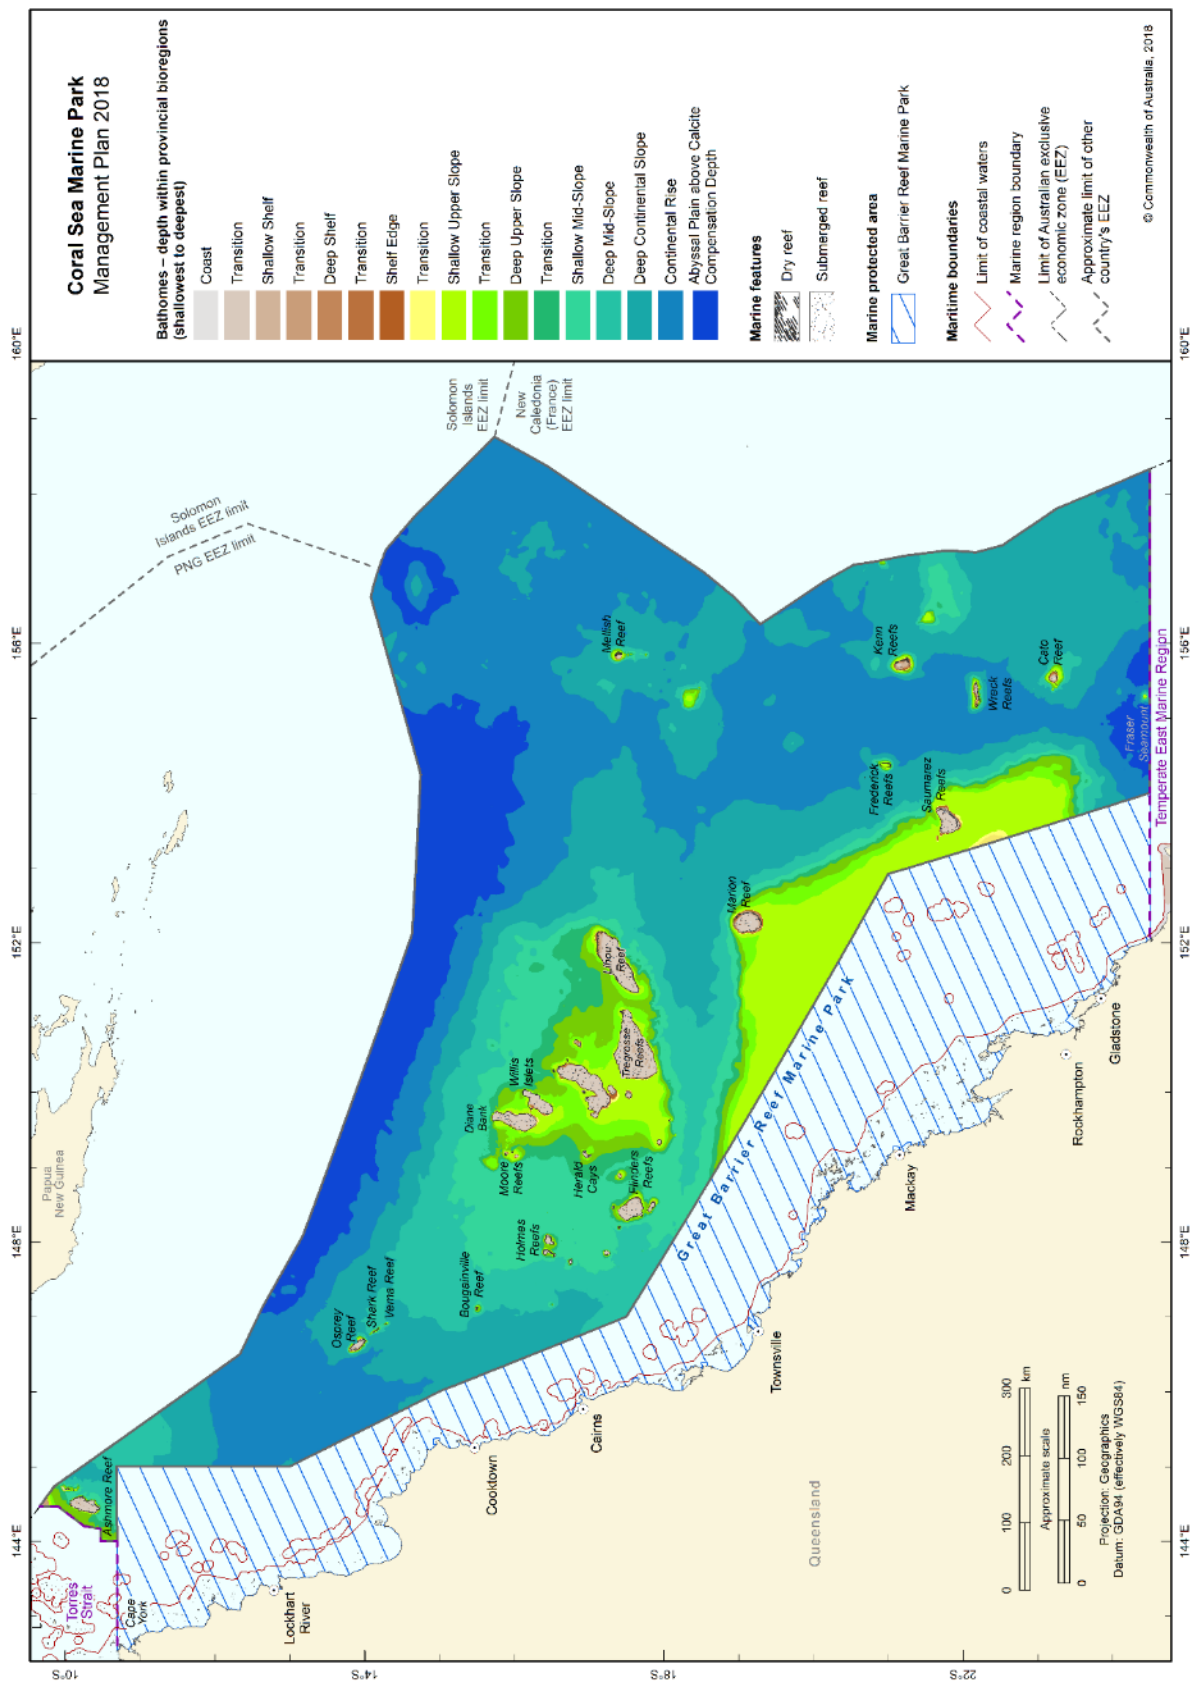 Coral Sea Marine Park
Management Plan 2018
Bathomes – depth within provincial bioregions
(shallowest to deepest)
Coast
Transition
Shallow Shelf
Transition
Deep Shelf
Transition
Shelf Edge
Transition
Shallow Upper Slope
Transition
Deep Upper Slope
Transition
Shallow Mid-Slope
Deep Mid-Slope
Deep Continental Slope
Continental Rise
Abyssal Plain above Calcite
Compensation Depth
Marine features
Dry reef
Submerged reef
Marine protected area
Great Barrier Reef Marine Park
Maritime boundaries
Limit of coastal waters
Marine region boundary
Limit of Australian exclusive
economic zone (EEZ)
Approximate limit of other
country's EEZ
© Commonwealth of Australia, 2018
144°E
148°E
152°E
156°E
160°E
10°S
14°S
18°S
22°S
144°E
148°E
152°E
156°E
160°E
Papua
New Guinea
Solomon
Islands EEZ limit
PNG EEZ limit
Solomon
Islands
EEZ limit
New
Caledonia
(France)
EEZ limit
Torres
Strait
Cape
York
Ashmore Reef
Lockhart
River
Osprey
Reef
Shark Reef
Vema Reef
Bougainville
Reef
Holmes
Reefs
Moore
Reefs
Diane
Bank
Willis
Islets
Herald
Cays
Flinders
Reefs
Tregrosse
Reefs
Lihou
Reef
Mellish
Reef
Marion
Reef
Frederick
Reefs
Saumarez
Reefs
Kenn
Reefs
Wreck
Reefs
Cato
Reef
Fraser
Seamount
Temperate East Marine Region
Great Barrier Reef Marine Park
Cooktown
Cairns
Townsville
Mackay
Rockhampton
Gladstone
Queensland
0 100 200 300
km
Approximate scale
nm
0 50 100 150
Projection: Geographics
Datum: GDA94 (effectively WGS84)